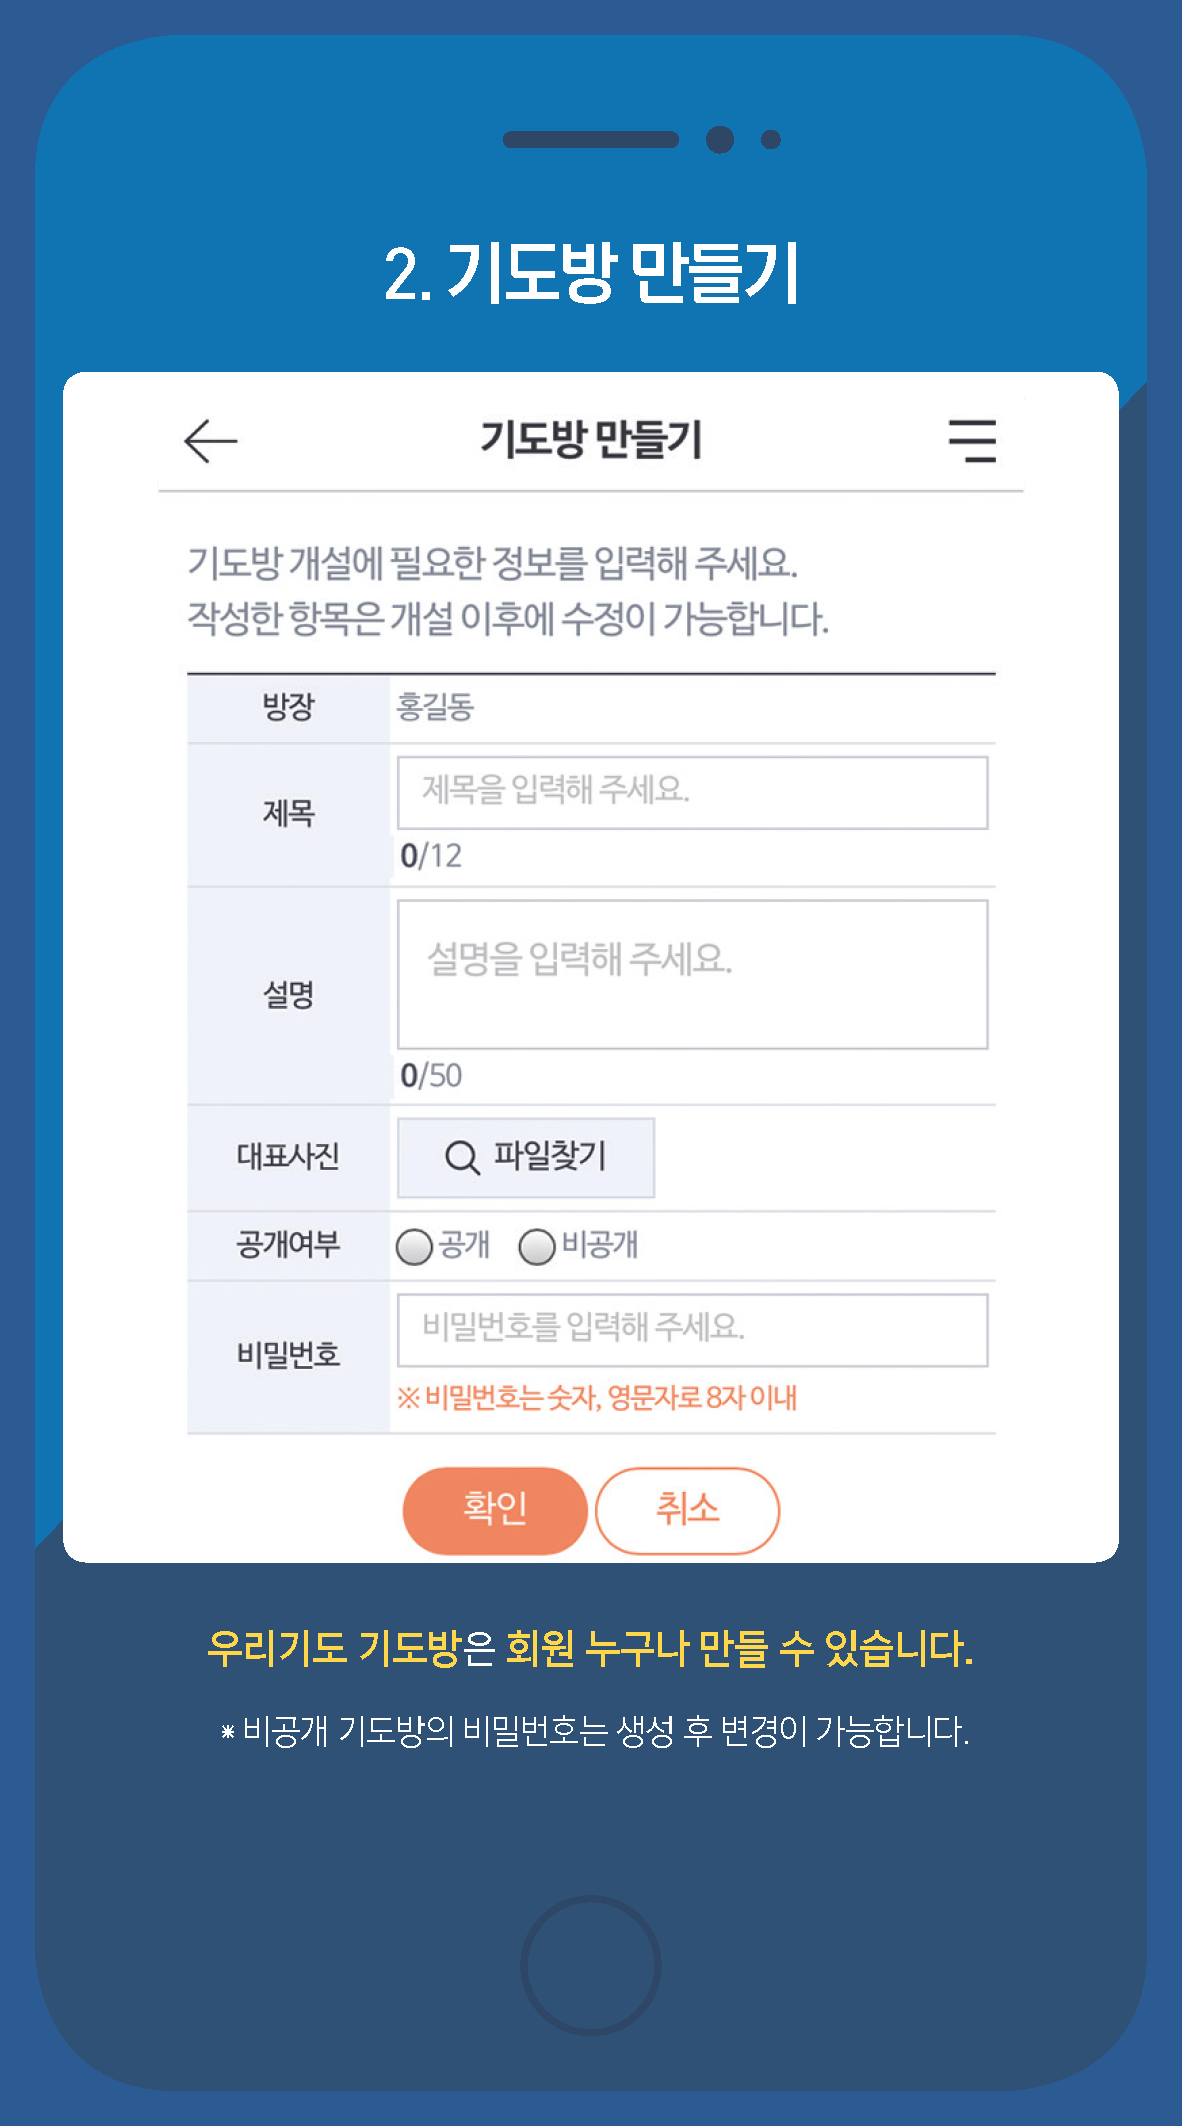 2. 기도방 만들기
기도방 만들기
기도방 개설에 필요한 정보를 입력해 주세요.
작성한 항목은 개설 이후에 수정이 가능합니다.
방장 홍길동
제목 제목을 입력해 주세요.
0/12
설명 설명을 입력해 주세요.
0/50
대표사진 파일찾기
공개여부 공개 비공개
비밀번호 비밀번호를 입력해 주세요.
※ 비밀번호는 숫자, 영문자로 8자 이내
확인 취소
우리기도 기도방은 회원 누구나 만들 수 있습니다.
* 비공개 기도방의 비밀번호는 생성 후 변경이 가능합니다.